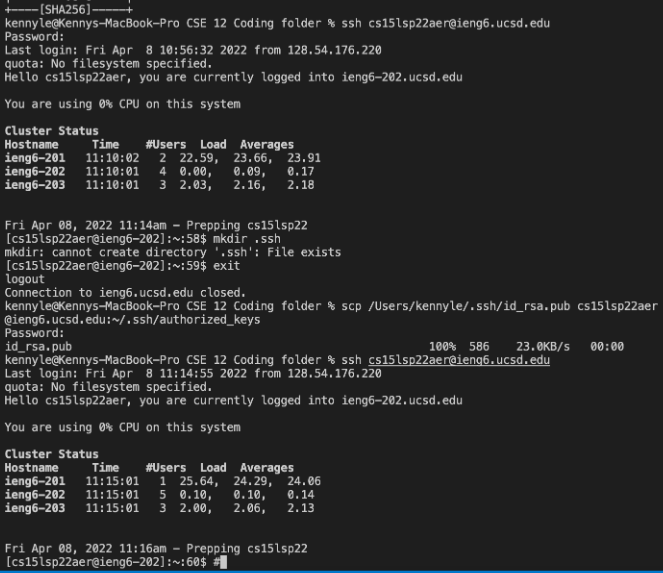 +----[SHA256]-----+
kennyle@Kennys-MacBook-Pro CSE 12 Coding folder % ssh cs15lsp22aer@ieng6.ucsd.edu
Password:
Last login: Fri Apr  8 10:56:32 2022 from 128.54.176.220
quota: No filesystem specified.
Hello cs15lsp22aer, you are currently logged into ieng6-202.ucsd.edu
You are using 0% CPU on this system
Cluster Status
Hostname     Time    #Users  Load  Averages
ieng6-201   11:10:02   2  22.59,  23.66,  23.91
ieng6-202   11:10:01   4  0.00,   0.09,   0.17
ieng6-203   11:10:01   3  2.03,   2.16,   2.18
Fri Apr 08, 2022 11:14am - Prepping cs15lsp22
[cs15lsp22aer@ieng6-202]:~:58$ mkdir .ssh
mkdir: cannot create directory '.ssh': File exists
[cs15lsp22aer@ieng6-202]:~:59$ exit
logout
Connection to ieng6.ucsd.edu closed.
kennyle@Kennys-MacBook-Pro CSE 12 Coding folder % scp /Users/kennyle/.ssh/id_rsa.pub cs15lsp22aer
@ieng6.ucsd.edu:~/.ssh/authorized_keys
Password:
id_rsa.pub                                    100%  586    23.0KB/s   00:00
kennyle@Kennys-MacBook-Pro CSE 12 Coding folder % ssh cs15lsp22aer@ieng6.ucsd.edu
Last login: Fri Apr  8 11:14:55 2022 from 128.54.176.220
quota: No filesystem specified.
Hello cs15lsp22aer, you are currently logged into ieng6-202.ucsd.edu
You are using 0% CPU on this system
Cluster Status
Hostname     Time    #Users  Load  Averages
ieng6-201   11:15:01   1  25.64,  24.29,  24.06
ieng6-202   11:15:01   5  0.10,   0.10,   0.14
ieng6-203   11:15:01   3  2.00,   2.06,   2.13
Fri Apr 08, 2022 11:16am - Prepping cs15lsp22
[cs15lsp22aer@ieng6-202]:~:60$ #